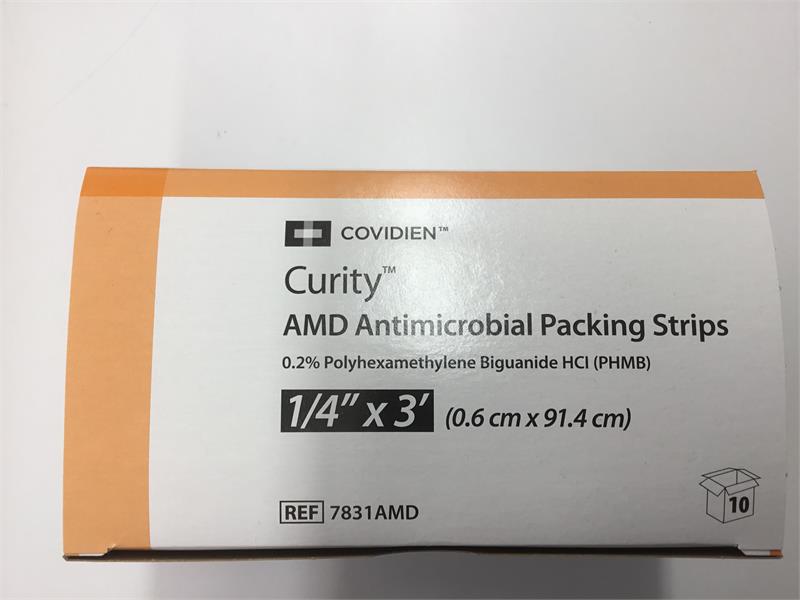 COVIDIEN™
Curity™
AMD Antimicrobial Packing Strips
0.2% Polyhexamethylene Biguanide HCl (PHMB)
1/4" x 3' (0.6 cm x 91.4 cm)
REF 7831AMD
10